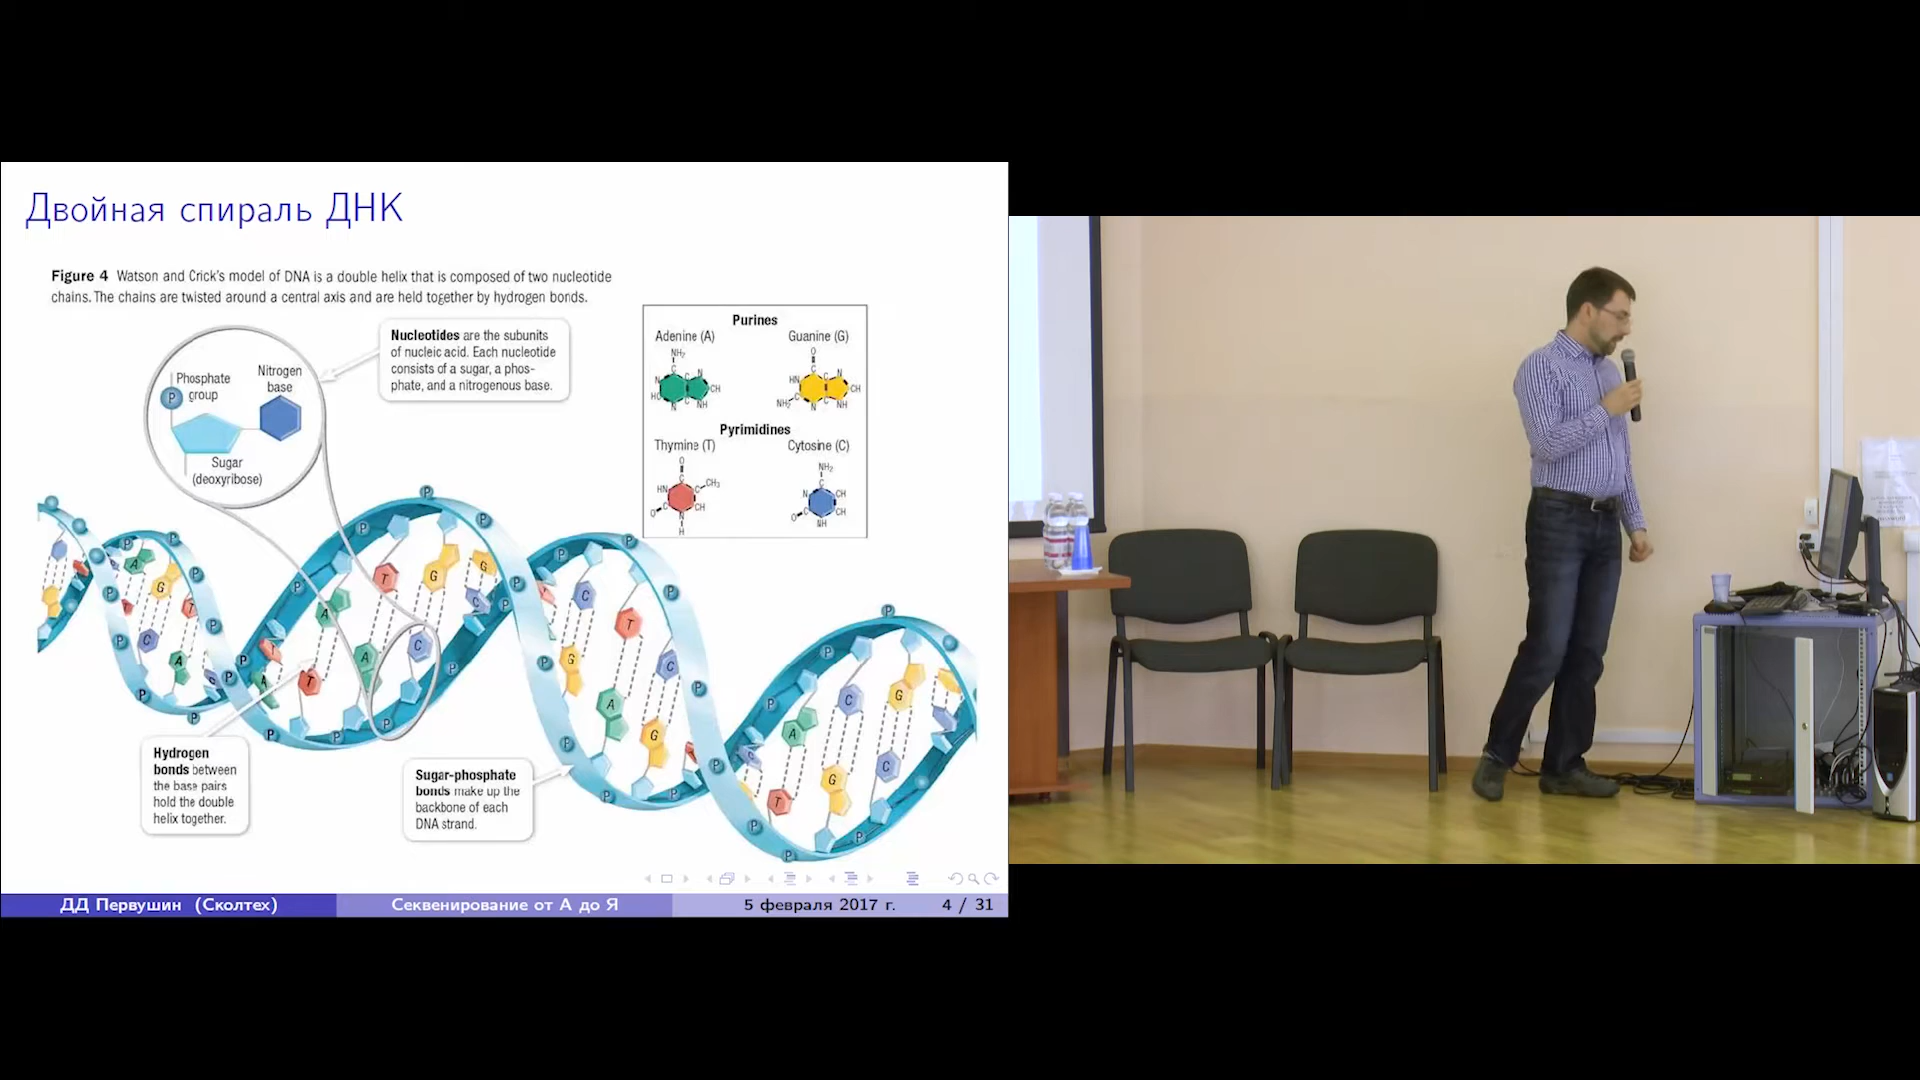 Двойная спираль ДНК
Figure 4 Watson and Crick's model of DNA is a double helix that is composed of two nucleotide
chains. The chains are twisted around a central axis and are held together by hydrogen bonds.
Nucleotides are the subunits
of nucleic acid. Each nucleotide
consists of a sugar, a phos-
phate, and a nitrogenous base.
Phosphate
group
P
Nitrogen
base
Sugar
(deoxyribose)
Purines
Adenine (A)
Guanine (G)
Pyrimidines
Thymine (T)
Cytosine (C)
Hydrogen
bonds between
the base pairs
hold the double
helix together.
Sugar-phosphate
bonds make up the
backbone of each
DNA strand.
ДД Первушин (Сколтех)
Секвенирование от А до Я
5 февраля 2017 г.
4 / 31